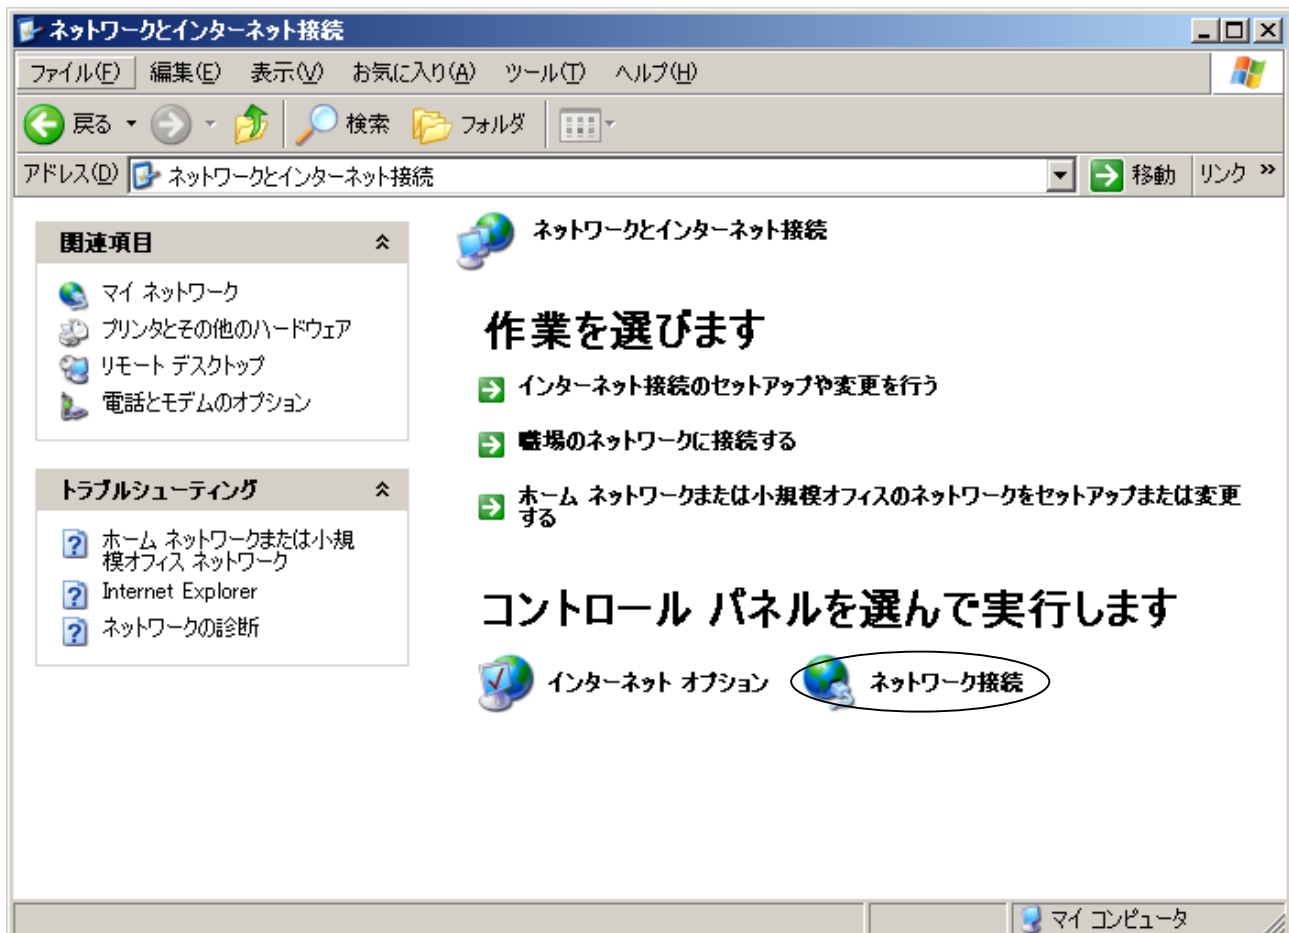 ネットワークとインターネット接続
ファイル(F) 編集(E) 表示(V) お気に入り(A) ツール(T) ヘルプ(H)
戻る 検索 フォルダ
アドレス(D) ネットワークとインターネット接続 移動 リンク »
関連項目
マイ ネットワーク
プリンタとその他のハードウェア
リモート デスクトップ
電話とモデムのオプション
トラブルシューティング
ホーム ネットワークまたは小規
模オフィス ネットワーク
Internet Explorer
ネットワークの診断
ネットワークとインターネット接続
作業を選びます
インターネット接続のセットアップや変更を行う
職場のネットワークに接続する
ホーム ネットワークまたは小規模オフィスのネットワークをセットアップまたは変更
する
コントロール パネルを選んで実行します
インターネット オプション ネットワーク接続
マイ コンピュータ